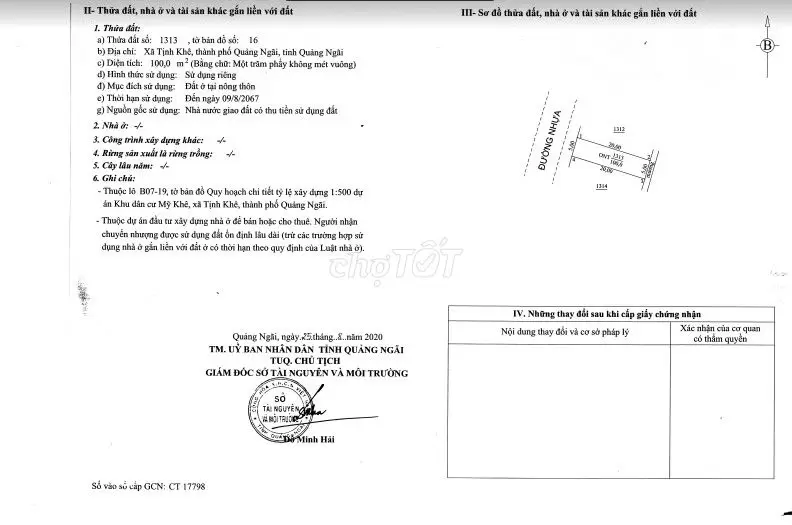 II- Thửa đất, nhà ở và tài sản khác gắn liền với đất
1. Thửa đất:
a) Thửa đất số: 1313 , tờ bản đồ số: 16
b) Địa chỉ: Xã Tịnh Khê, thành phố Quảng Ngãi, tỉnh Quảng Ngãi
c) Diện tích: 100,0 m2 (Bằng chữ: Một trăm phẩy không mét vuông)
d) Hình thức sử dụng: Sử dụng riêng
đ) Mục đích sử dụng: Đất ở tại nông thôn
e) Thời hạn sử dụng: Đến ngày 09/8/2067
g) Nguồn gốc sử dụng: Nhà nước giao đất có thu tiền sử dụng đất
2. Nhà ở: -/-
3. Công trình xây dựng khác: -/-
4. Rừng sản xuất là rừng trồng: -/-
5. Cây lâu năm: -/-
6. Ghi chú:
- Thuộc lô B07-19, tờ bản đồ Quy hoạch chi tiết tỷ lệ xây dựng 1:500 dự
án Khu dân cư Mỹ Khê, xã Tịnh Khê, thành phố Quảng Ngãi.
- Thuộc dự án đầu tư xây dựng nhà ở để bán hoặc cho thuê. Người nhận
chuyển nhượng được sử dụng đất ổn định lâu dài (trừ các trường hợp sử
dụng nhà ở gắn liền với đất ở có thời hạn theo quy định của Luật nhà ở).
Quảng Ngãi, ngày 25 tháng 8 năm 2020
TM. UỶ BAN NHÂN DÂN TỈNH QUẢNG NGÃI
TUQ. CHỦ TỊCH
GIÁM ĐỐC SỞ TÀI NGUYÊN VÀ MÔI TRƯỜNG
SỞ
TÀI NGUYÊN
VÀ MÔI TRƯỜNG
Đỗ Minh Hải
Số vào sổ cấp GCN: CT 17798
III- Sơ đồ thửa đất, nhà ở và tài sản khác gắn liền với đất
B
ĐƯỜNG NHỰA
1312
20,00
5,00
ONT 1313
100,0
5,00
20,00
1314
chợTỐT
IV. Những thay đổi sau khi cấp giấy chứng nhận
Nội dung thay đổi và cơ sở pháp lý
Xác nhận của cơ quan
có thẩm quyền